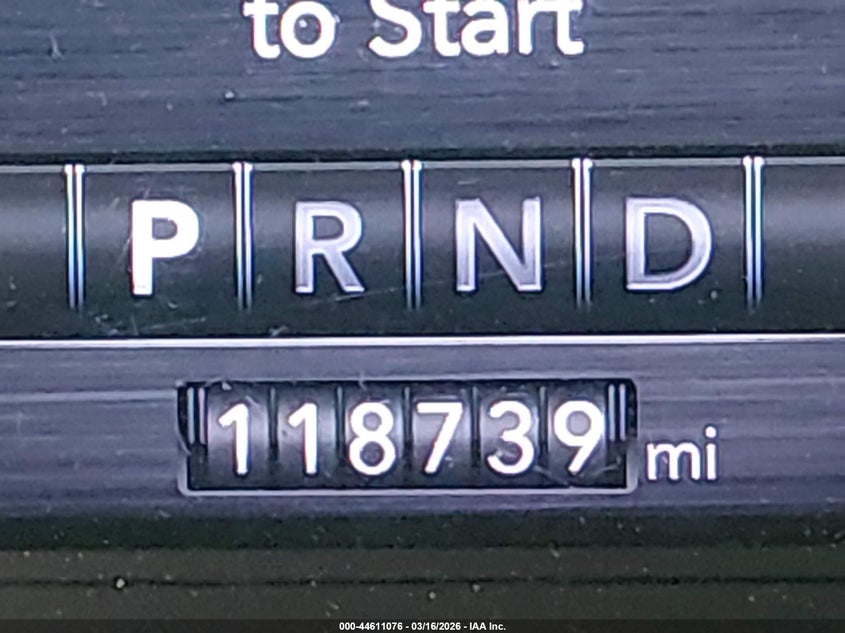 to Start
P R N D
118739 mi
000-44611076 - 03/16/2026 - IAA Inc.